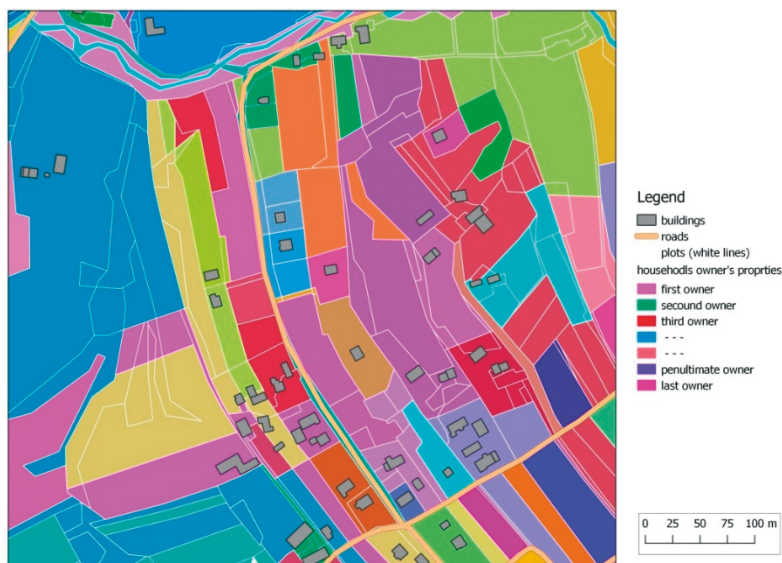 Legend
buildings
roads
plots (white lines)
househodls owner's proprties
first owner
secound owner
third owner
- - -
- - -
penultimate owner
last owner
0 25 50 75 100 m